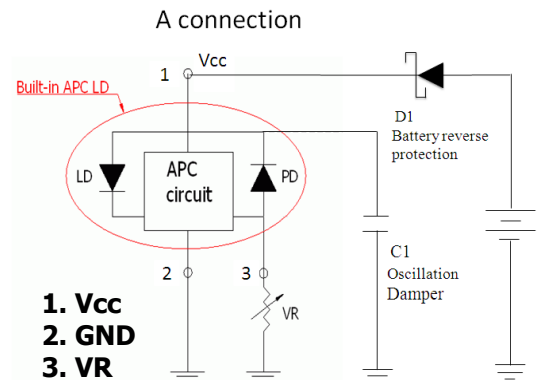 A connection
1
Vcc
Built-in APC LD
D1
Battery reverse
protection
LD
APC
circuit
PD
2
3
C1
Oscillation
Damper
VR
1. Vcc
2. GND
3. VR